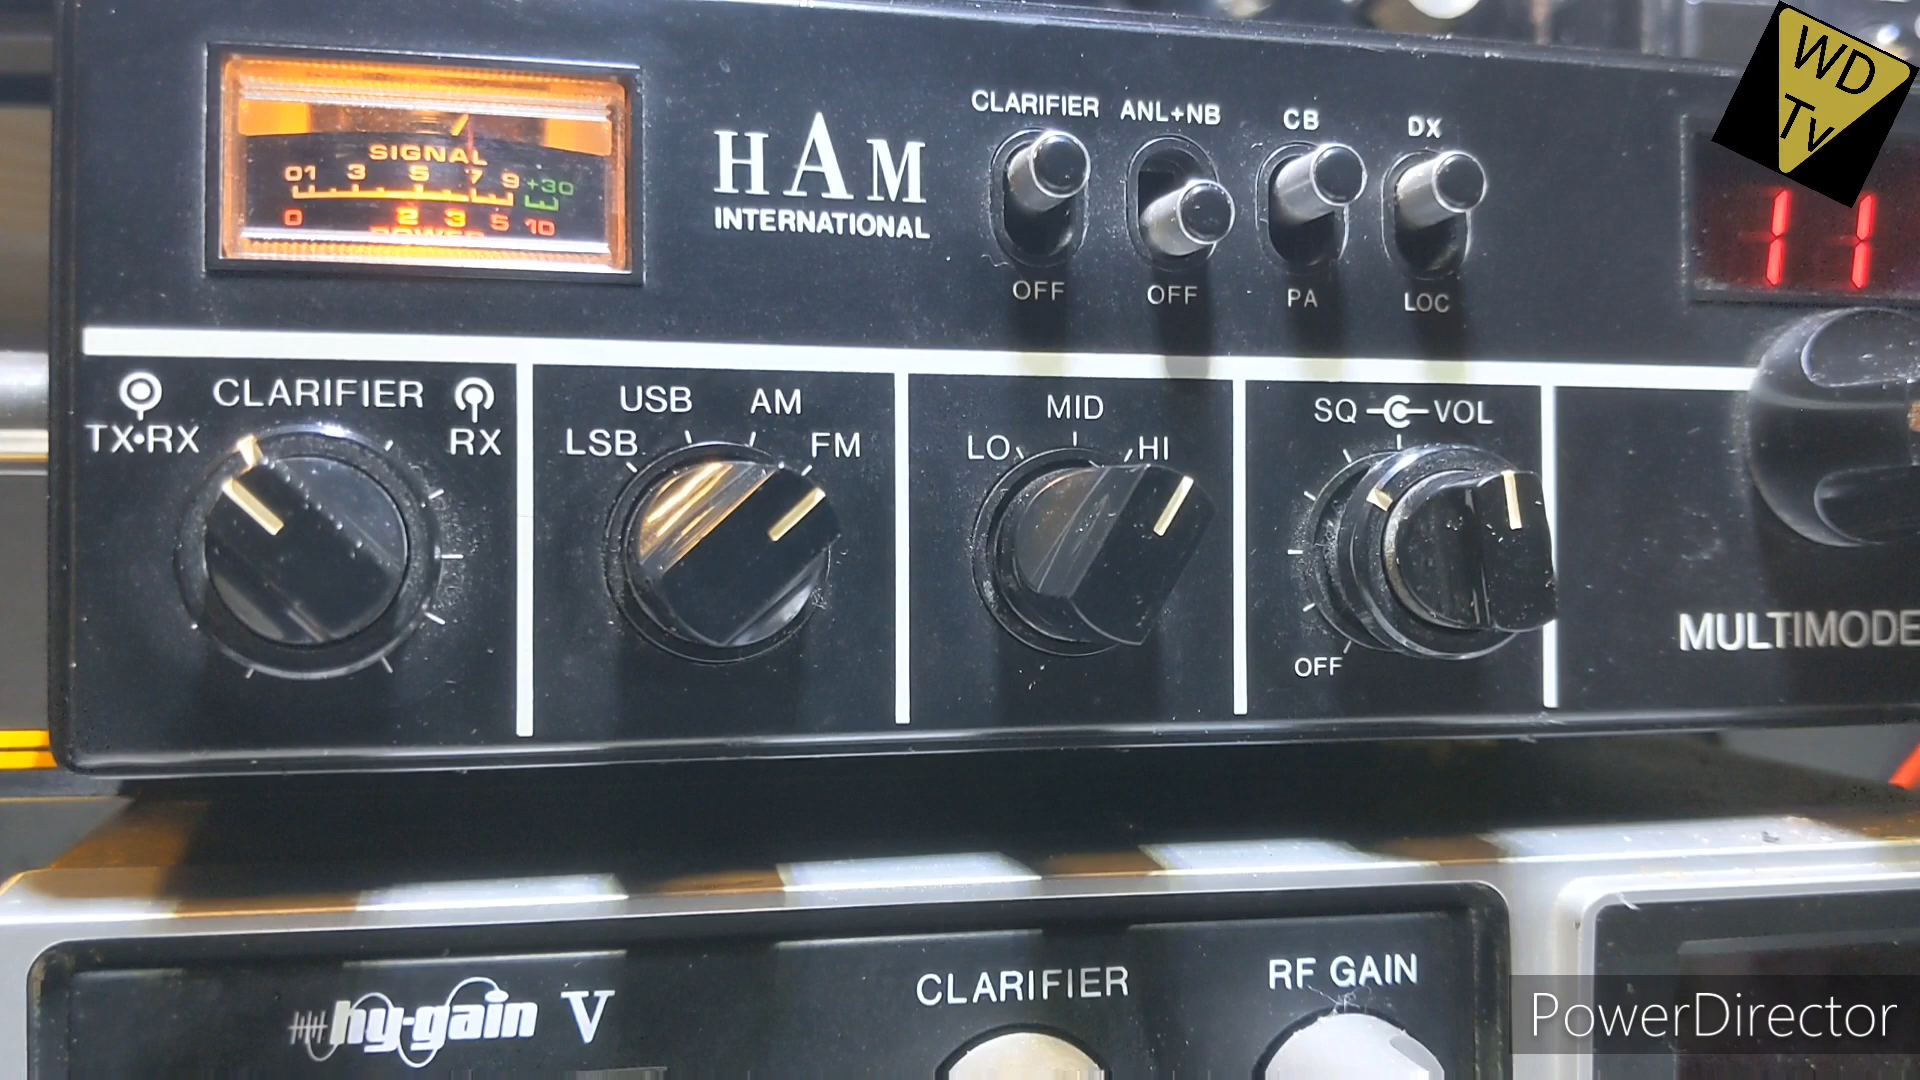 WD
TV
SIGNAL
01 3 5 7 9 +30
0 2 3 5 10
POWER
HAM
INTERNATIONAL
CLARIFIER ANL+NB CB DX
OFF OFF PA LOC
11
TX•RX CLARIFIER RX
LSB USB AM FM
LO MID HI
SQ VOL
OFF
MULTIMODE
hy-gain V
CLARIFIER
RF GAIN
PowerDirector